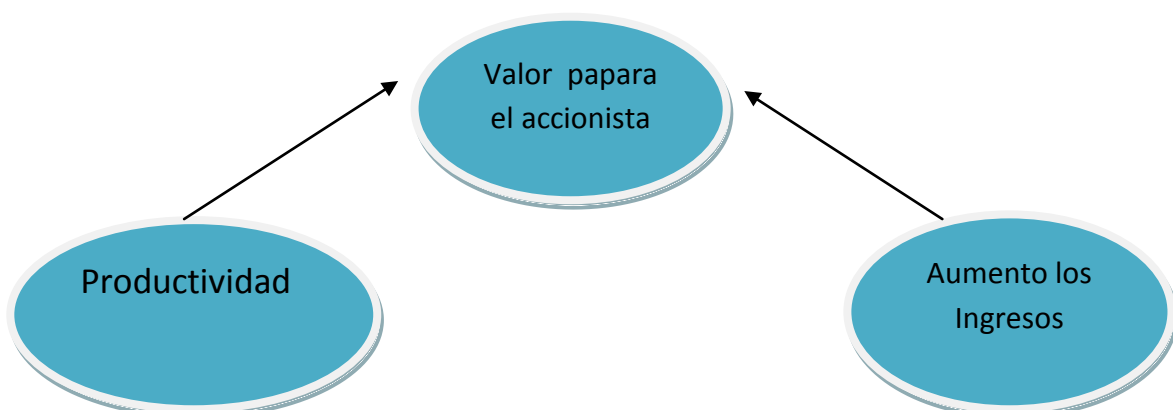 Valor  papara
el accionista
Productividad
Aumento los
Ingresos